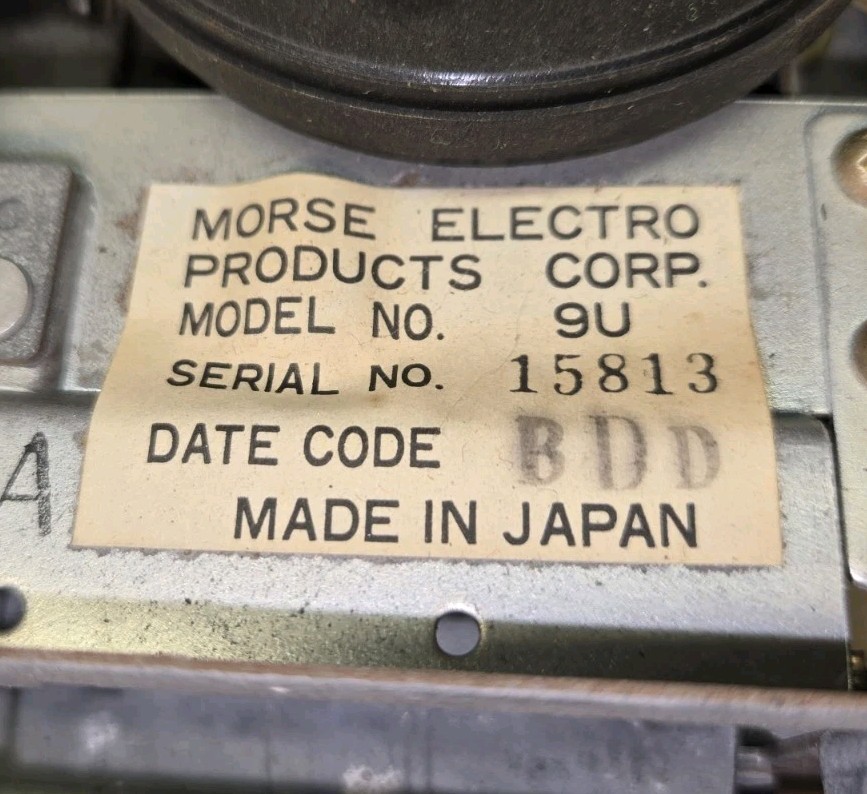 MORSE ELECTRO
PRODUCTS CORP.
MODEL NO. 9U
SERIAL NO. 15813
DATE CODE BDD
MADE IN JAPAN
A